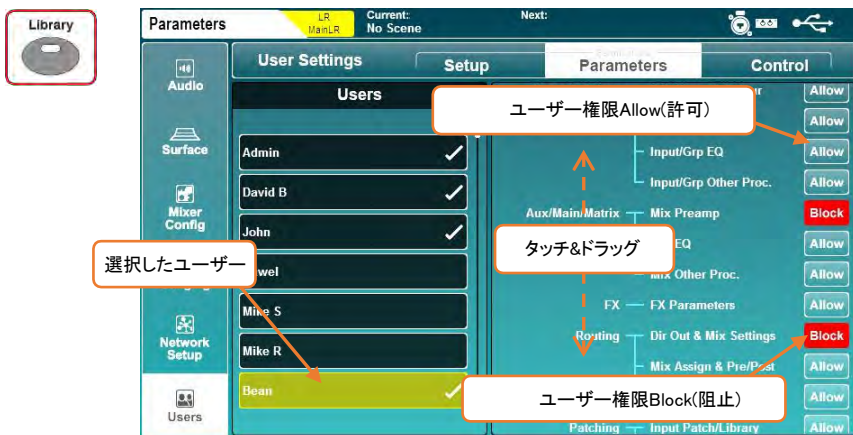 Library
Parameters
LR
MainLR
Current:
No Scene
Next:
Audio
Surface
Mixer
Config
Network
Setup
Users
User Settings
Setup
Parameters
Control
Users
Admin
David B
John
Mike S
Mike R
Bean
Allow
Allow
Input/Grp EQ
Allow
Input/Grp Other Proc.
Allow
Aux/Main/Matrix
Mix Preamp
Block
EQ
Allow
Mix Other Proc.
Allow
FX
FX Parameters
Allow
Routing
Dir Out & Mix Settings
Block
Mix Assign & Pre/Post
Allow
Allow
Patching
Input Patch/Library
Allow
ユーザー権限Allow(許可)
タッチ&ドラッグ
選択したユーザー
ユーザー権限Block(阻止)